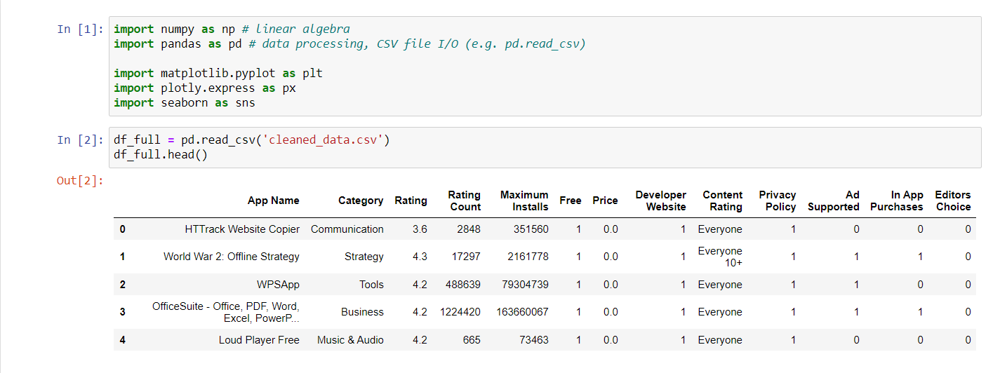 In [1]: import numpy as np # linear algebra
import pandas as pd # data processing, CSV file I/O (e.g. pd.read_csv)
import matplotlib.pyplot as plt
import plotly.express as px
import seaborn as sns
In [2]: df_full = pd.read_csv('cleaned_data.csv')
df_full.head()
Out[2]:
App Name Category Rating Rating Count Maximum Installs Free Price Developer Website Content Rating Privacy Policy Ad Supported In App Purchases Editors Choice
0 HTTrack Website Copier Communication 3.6 2848 351560 1 0.0 1 Everyone 1 0 0 0
1 World War 2: Offline Strategy Strategy 4.3 17297 2161778 1 0.0 1 Everyone 10+ 1 1 1 0
2 WPSApp Tools 4.2 488639 79304739 1 0.0 1 Everyone 1 1 0 0
3 OfficeSuite - Office, PDF, Word, Excel, PowerP... Business 4.2 1224420 163660067 1 0.0 1 Everyone 1 1 1 0
4 Loud Player Free Music & Audio 4.2 665 73463 1 0.0 1 Everyone 1 0 0 0